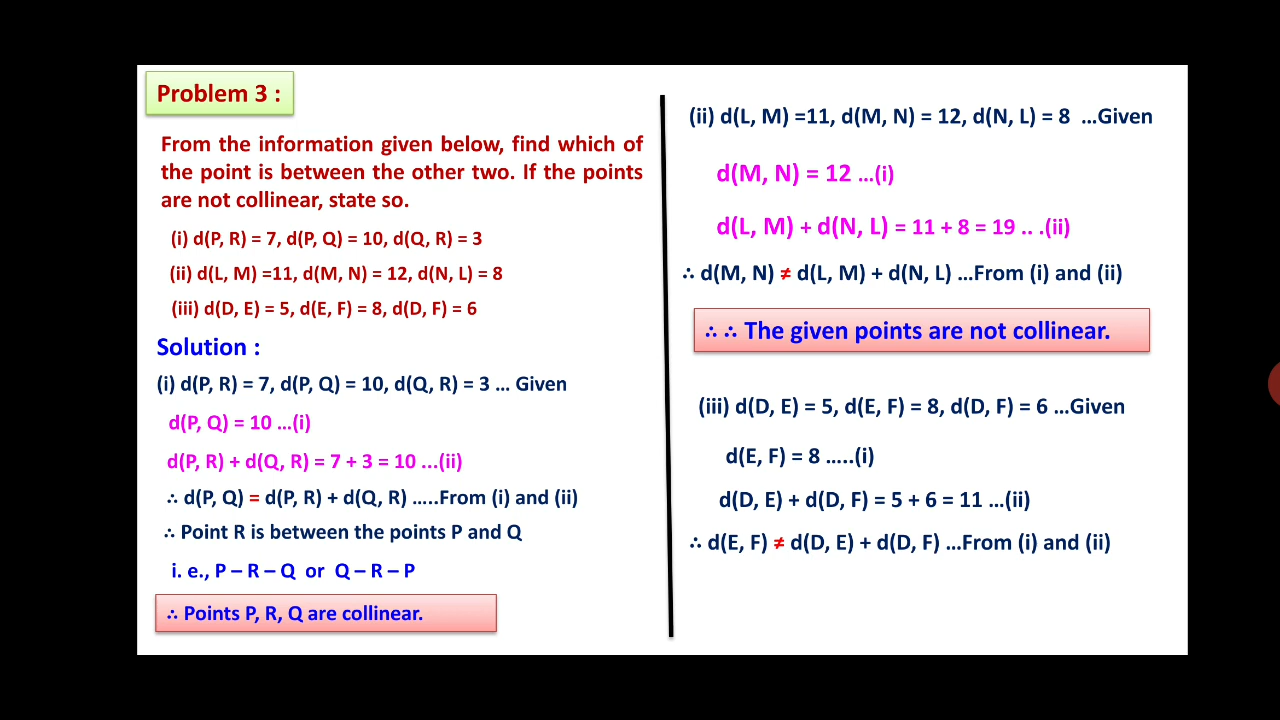 Problem 3 :
From the information given below, find which of
the point is between the other two. If the points
are not collinear, state so.
(i) d(P, R) = 7, d(P, Q) = 10, d(Q, R) = 3
(ii) d(L, M) =11, d(M, N) = 12, d(N, L) = 8
(iii) d(D, E) = 5, d(E, F) = 8, d(D, F) = 6
Solution :
(i) d(P, R) = 7, d(P, Q) = 10, d(Q, R) = 3 ... Given
d(P, Q) = 10 ...(i)
d(P, R) + d(Q, R) = 7 + 3 = 10 ...(ii)
∴ d(P, Q) = d(P, R) + d(Q, R) .....From (i) and (ii)
∴ Point R is between the points P and Q
i. e., P – R – Q or Q – R – P
∴ Points P, R, Q are collinear.
(ii) d(L, M) =11, d(M, N) = 12, d(N, L) = 8 ...Given
d(M, N) = 12 ...(i)
d(L, M) + d(N, L) = 11 + 8 = 19 .. .(ii)
∴ d(M, N) ≠ d(L, M) + d(N, L) ...From (i) and (ii)
∴ ∴ The given points are not collinear.
(iii) d(D, E) = 5, d(E, F) = 8, d(D, F) = 6 ...Given
d(E, F) = 8 .....(i)
d(D, E) + d(D, F) = 5 + 6 = 11 ...(ii)
∴ d(E, F) ≠ d(D, E) + d(D, F) ...From (i) and (ii)